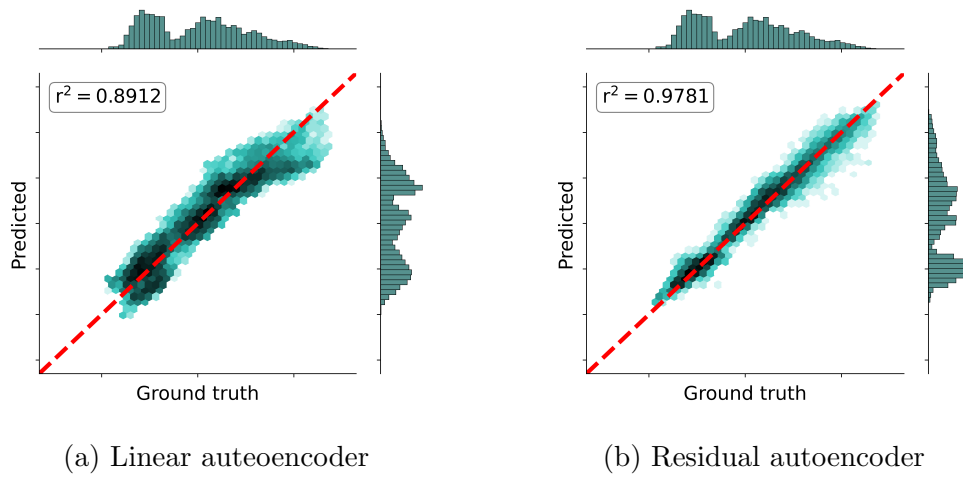 r² = 0.8912
Predicted
Ground truth
(a) Linear auteoencoder
r² = 0.9781
Predicted
Ground truth
(b) Residual autoencoder